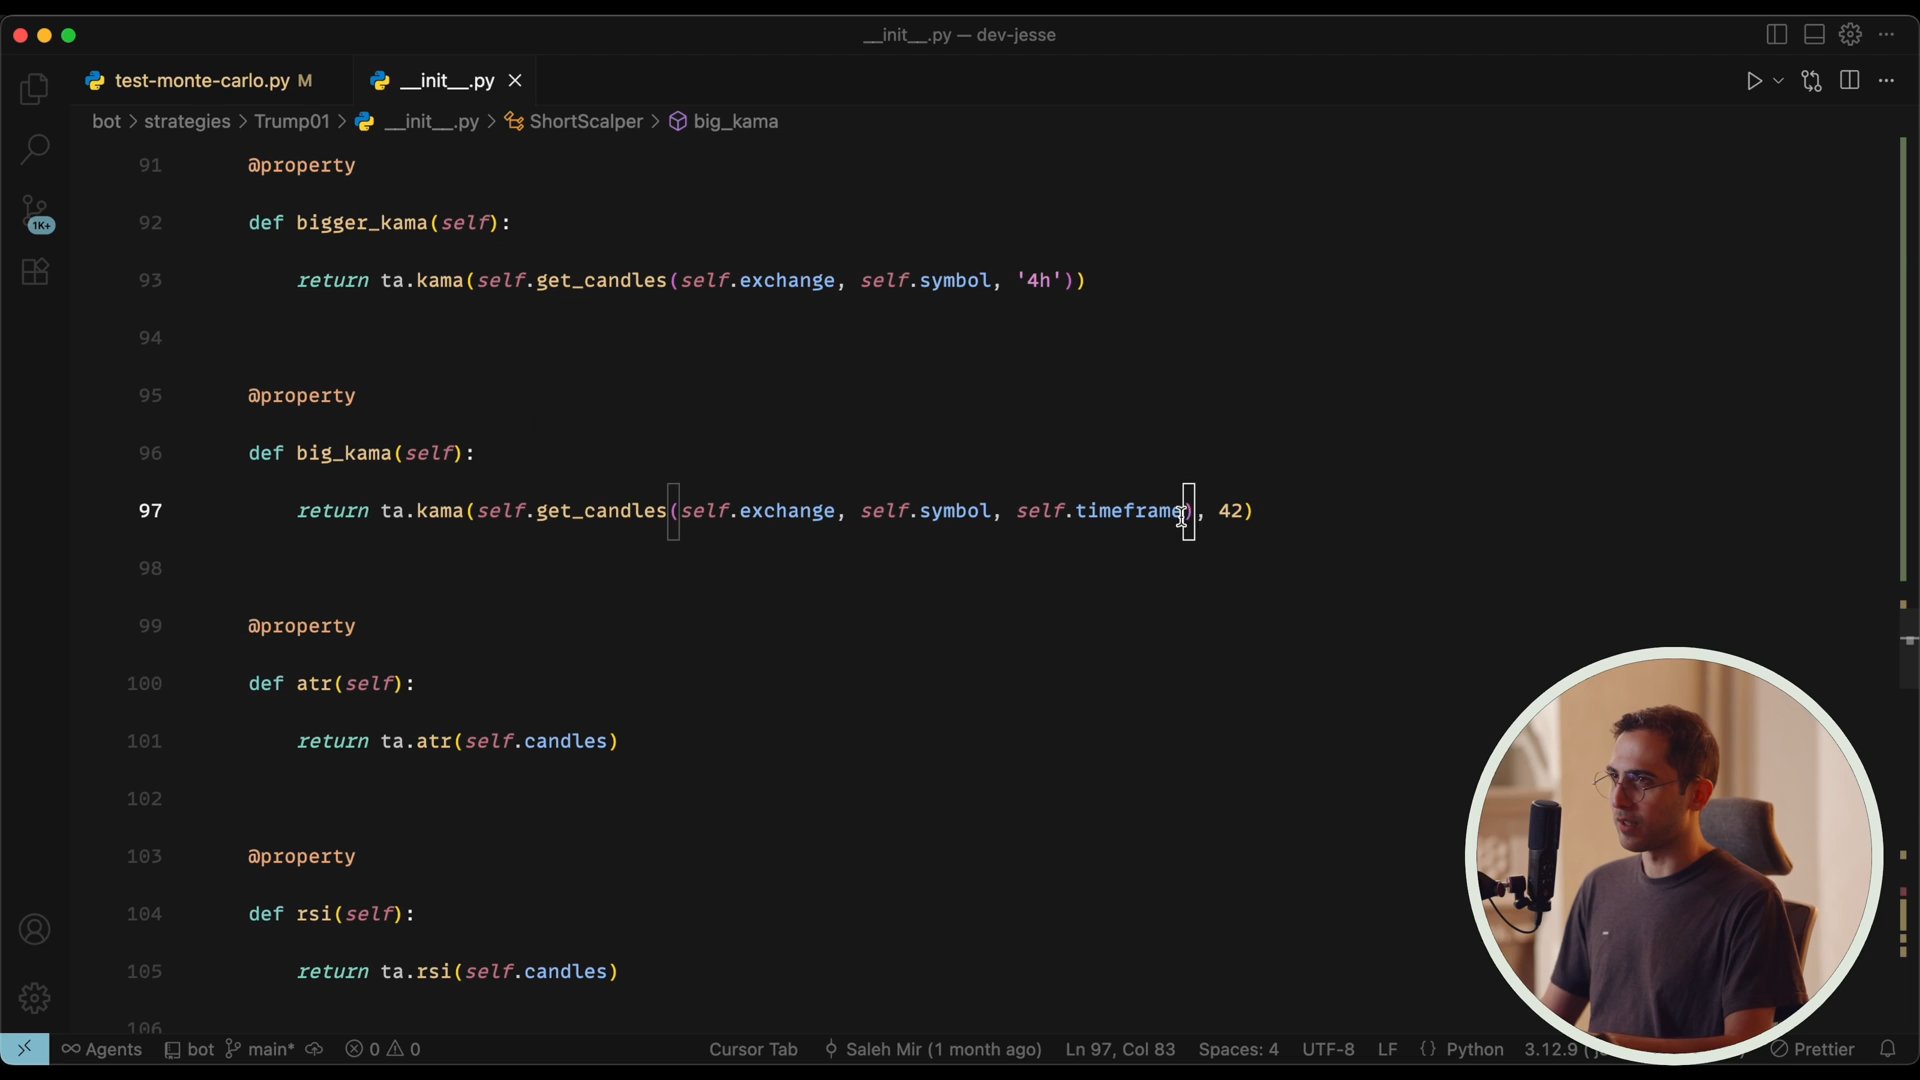 __init__.py — dev-jesse
test-monte-carlo.py M
__init__.py
bot > strategies > Trump01 > __init__.py > ShortScalper > big_kama
91 @property
92 def bigger_kama(self):
93 return ta.kama(self.get_candles(self.exchange, self.symbol, '4h'))
94
95 @property
96 def big_kama(self):
97 return ta.kama(self.get_candles(self.exchange, self.symbol, self.timeframe), 42)
98
99 @property
100 def atr(self):
101 return ta.atr(self.candles)
102
103 @property
104 def rsi(self):
105 return ta.rsi(self.candles)
106
1K+
Agents bot main* 0 0 Cursor Tab Saleh Mir (1 month ago) Ln 97, Col 83 Spaces: 4 UTF-8 LF {} Python 3.12.9 Prettier